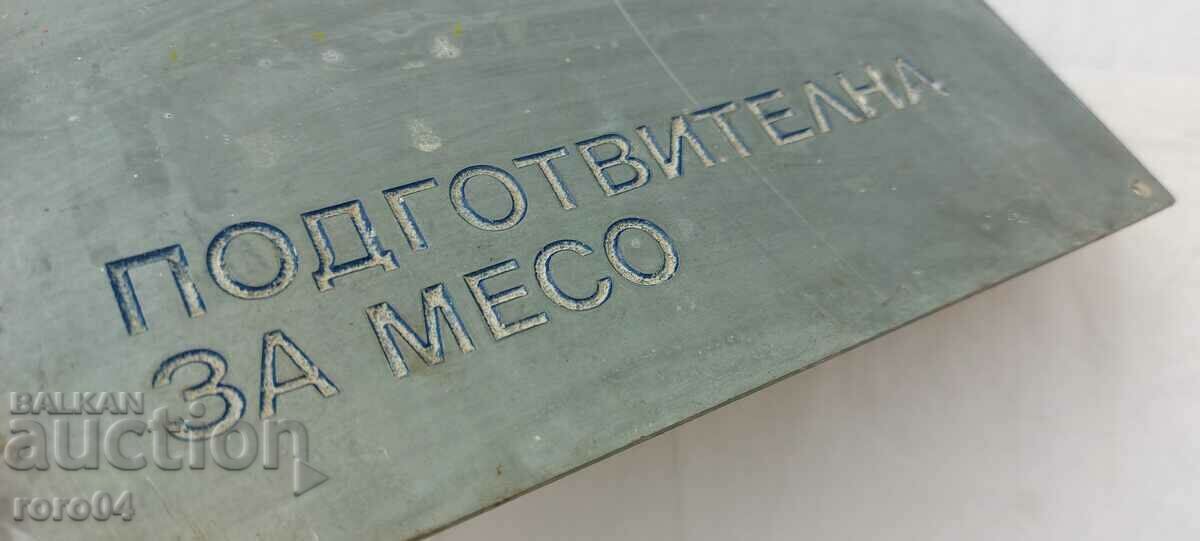 ПОДГОТВИТЕЛНА
ЗА МЕСО
BALKAN
auction
roro04